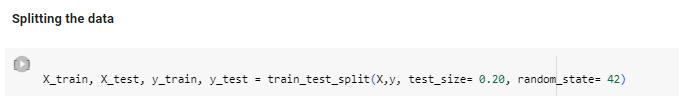 Splitting the data
X_train, X_test, y_train, y_test = train_test_split(X,y, test_size= 0.20, random_state= 42)